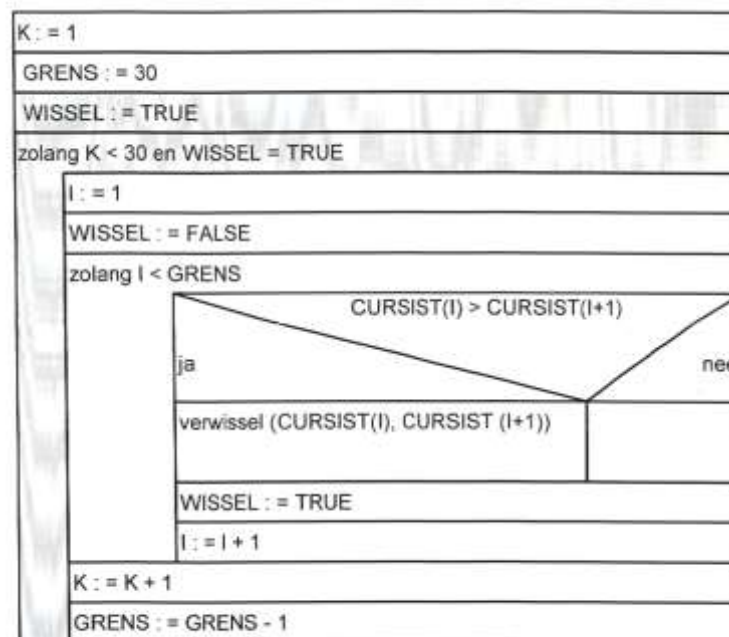 K : = 1
GRENS : = 30
WISSEL : = TRUE
zolang K < 30 en WISSEL = TRUE
I : = 1
WISSEL : = FALSE
zolang I < GRENS
CURSIST(I) > CURSIST(I+1)
ja nee
verwissel (CURSIST(I), CURSIST (I+1))
WISSEL : = TRUE
I : = I + 1
K : = K + 1
GRENS : = GRENS - 1